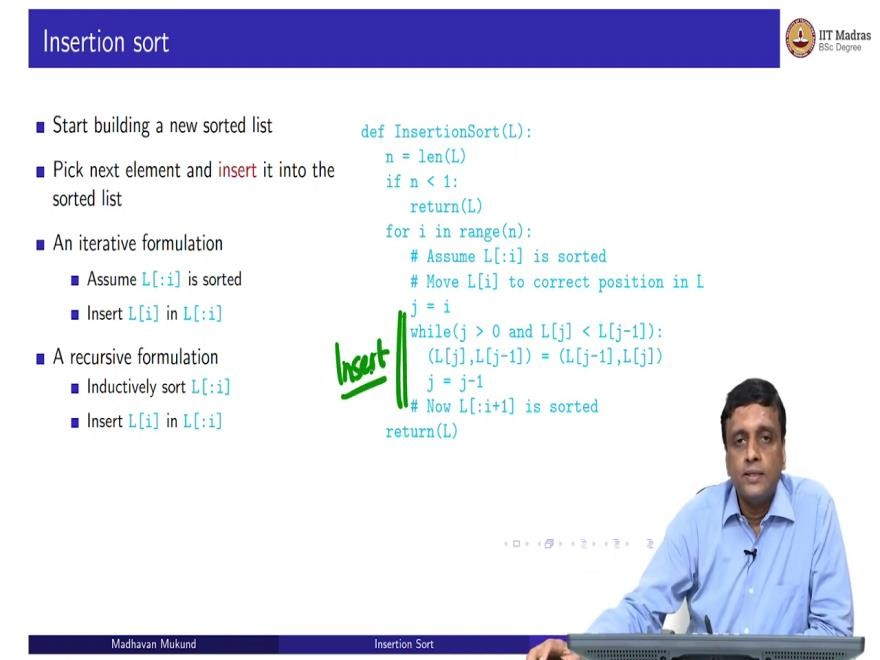 Insertion sort
IIT Madras
BSc Degree
Start building a new sorted list
Pick next element and insert it into the
sorted list
An iterative formulation
Assume L[:i] is sorted
Insert L[i] in L[:i]
A recursive formulation
Inductively sort L[:i]
Insert L[i] in L[:i]
def InsertionSort(L):
n = len(L)
if n < 1:
return(L)
for i in range(n):
# Assume L[:i] is sorted
# Move L[i] to correct position in L
j = i
while(j > 0 and L[j] < L[j-1]):
(L[j],L[j-1]) = (L[j-1],L[j])
j = j-1
# Now L[:i+1] is sorted
return(L)
Insert
Madhavan Mukund
Insertion Sort